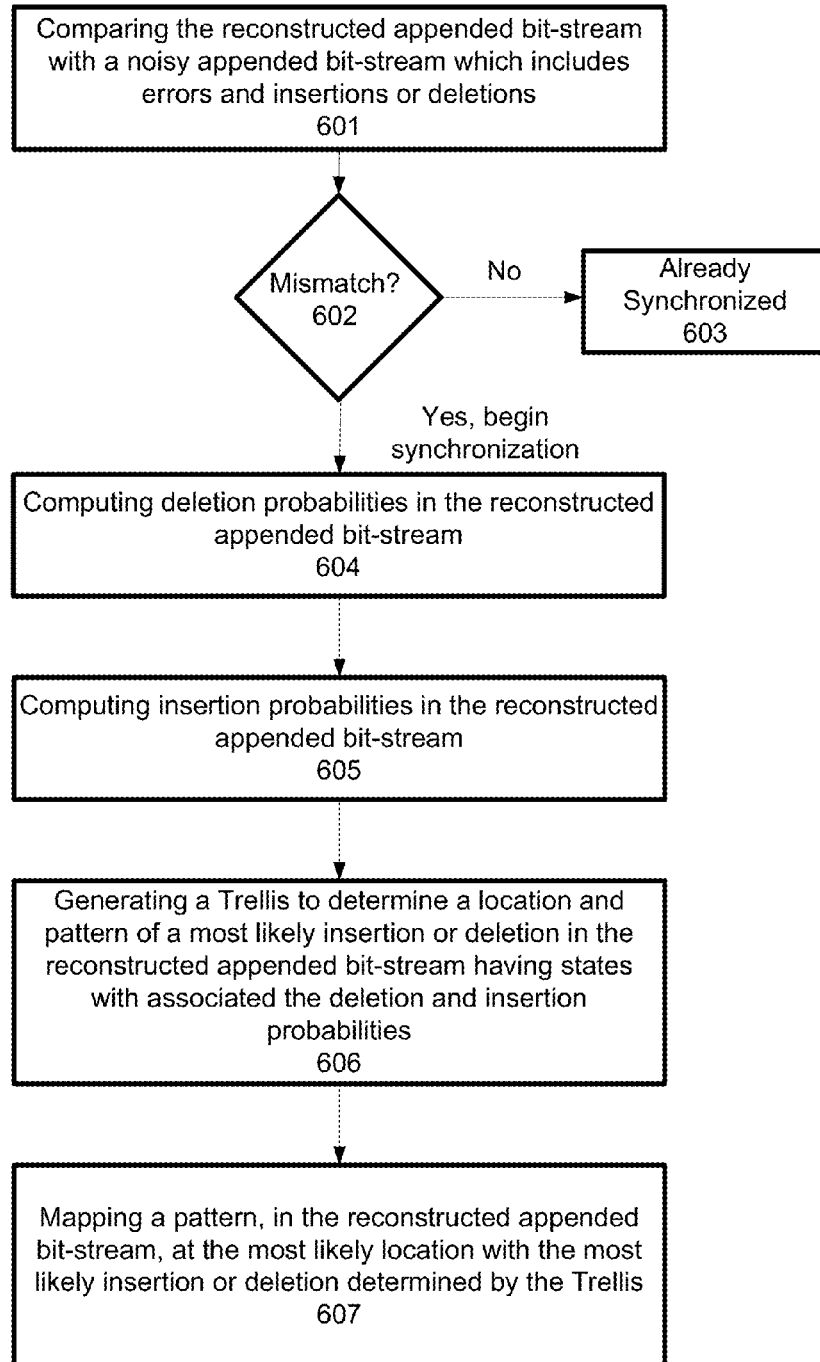 Comparing the reconstructed appended bit-stream
with a noisy appended bit-stream which includes
errors and insertions or deletions
601
Mismatch?
602
No
Already
Synchronized
603
Yes, begin
synchronization
Computing deletion probabilities in the reconstructed
appended bit-stream
604
Computing insertion probabilities in the reconstructed
appended bit-stream
605
Generating a Trellis to determine a location and
pattern of a most likely insertion or deletion in the
reconstructed appended bit-stream having states
with associated the deletion and insertion
probabilities
606
Mapping a pattern, in the reconstructed appended
bit-stream, at the most likely location with the most
likely insertion or deletion determined by the Trellis
607